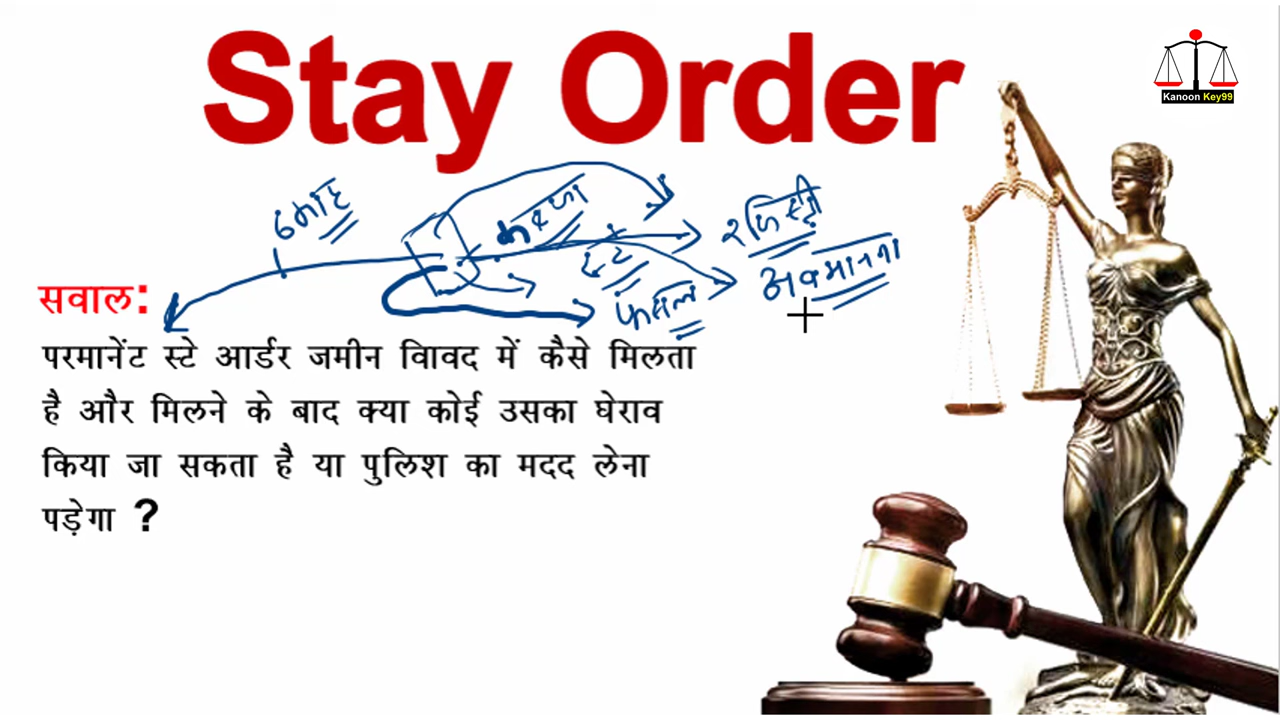 Stay Order
Kanoon Key99
6 माह
कब्जा
रजिस्ट्री
अवमानना
फैसला
सवाल:
परमानेंट स्टे आर्डर जमीन विावद में कैसे मिलता
है और मिलने के बाद क्या कोई उसका घेराव
किया जा सकता है या पुलिश का मदद लेना
पड़ेगा ?